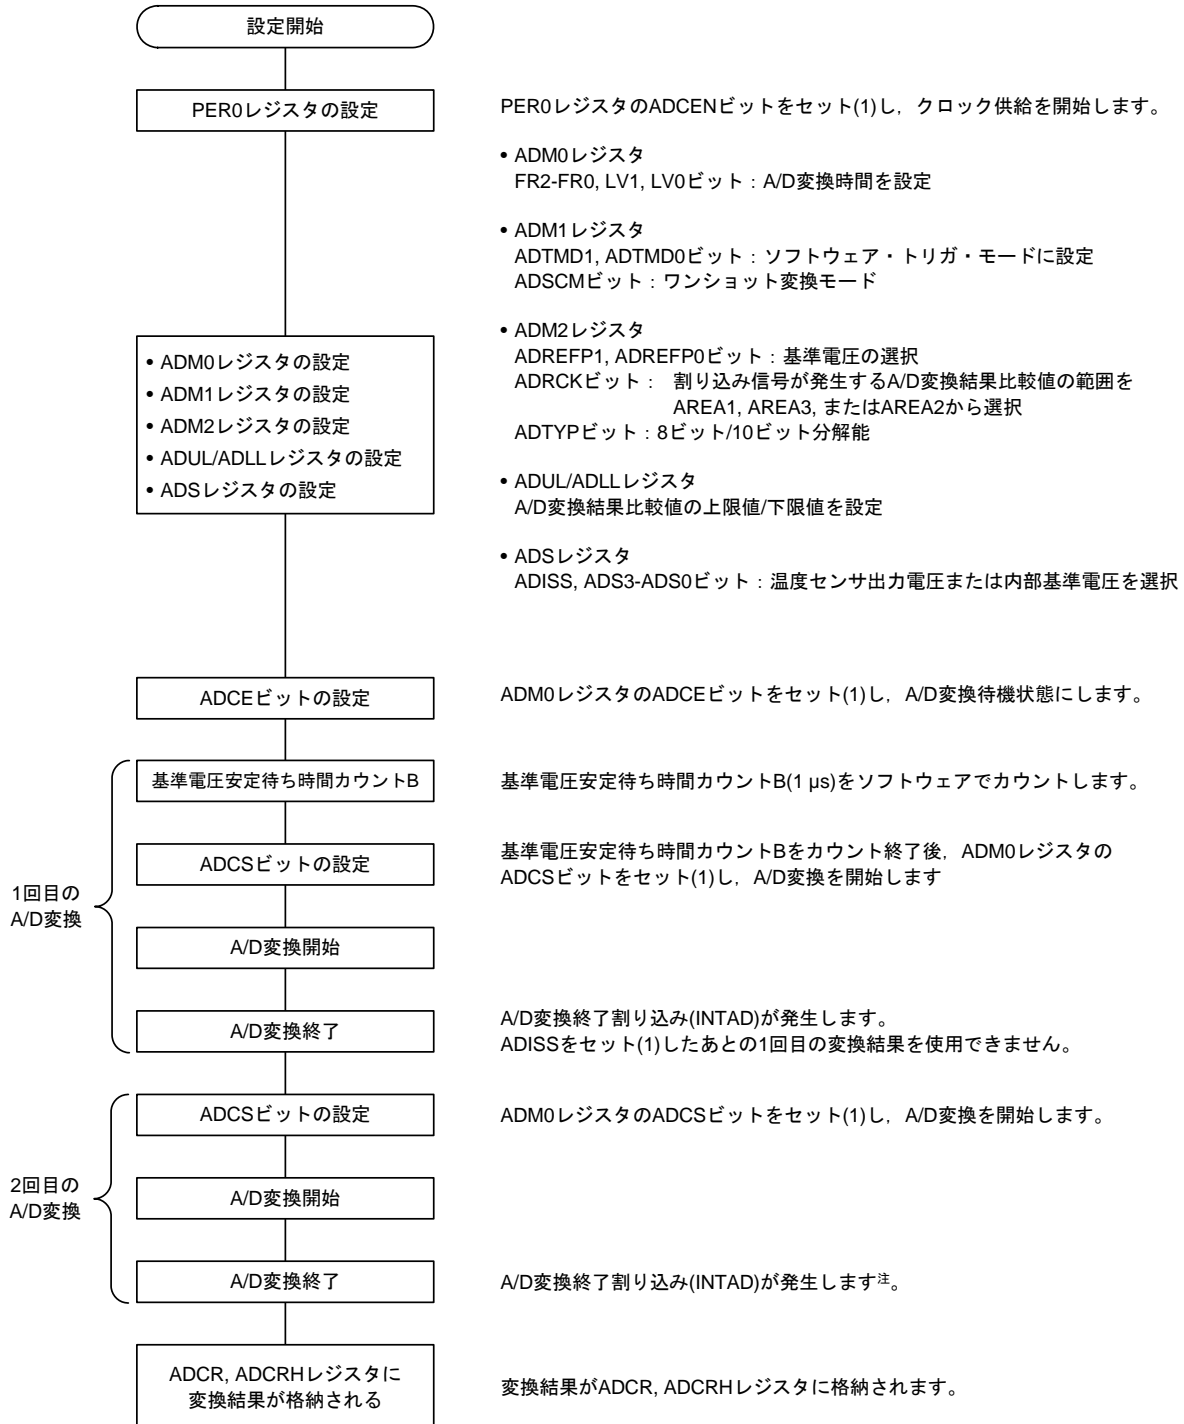 設定開始
PER0レジスタの設定
PER0レジスタのADCENビットをセット(1)し，クロック供給を開始します。
• ADM0レジスタ
FR2-FR0, LV1, LV0ビット：A/D変換時間を設定
• ADM1レジスタ
ADTMD1, ADTMD0ビット：ソフトウェア・トリガ・モードに設定
ADSCMビット：ワンショット変換モード
• ADM0レジスタの設定
• ADM1レジスタの設定
• ADM2レジスタの設定
• ADUL/ADLLレジスタの設定
• ADSレジスタの設定
• ADM2レジスタ
ADREFP1, ADREFP0ビット：基準電圧の選択
ADRCKビット： 割り込み信号が発生するA/D変換結果比較値の範囲を
AREA1, AREA3, またはAREA2から選択
ADTYPビット：8ビット/10ビット分解能
• ADUL/ADLLレジスタ
A/D変換結果比較値の上限値/下限値を設定
• ADSレジスタ
ADISS, ADS3-ADS0ビット：温度センサ出力電圧または内部基準電圧を選択
ADCEビットの設定
ADM0レジスタのADCEビットをセット(1)し，A/D変換待機状態にします。
1回目の
A/D変換
基準電圧安定待ち時間カウントB
基準電圧安定待ち時間カウントB(1 μs)をソフトウェアでカウントします。
ADCSビットの設定
基準電圧安定待ち時間カウントBをカウント終了後，ADM0レジスタの
ADCSビットをセット(1)し，A/D変換を開始します
A/D変換開始
A/D変換終了
A/D変換終了割り込み(INTAD)が発生します。
ADISSをセット(1)したあとの1回目の変換結果を使用できません。
2回目の
A/D変換
ADCSビットの設定
ADM0レジスタのADCSビットをセット(1)し，A/D変換を開始します。
A/D変換開始
A/D変換終了
A/D変換終了割り込み(INTAD)が発生します注。
ADCR, ADCRHレジスタに
変換結果が格納される
変換結果がADCR, ADCRHレジスタに格納されます。